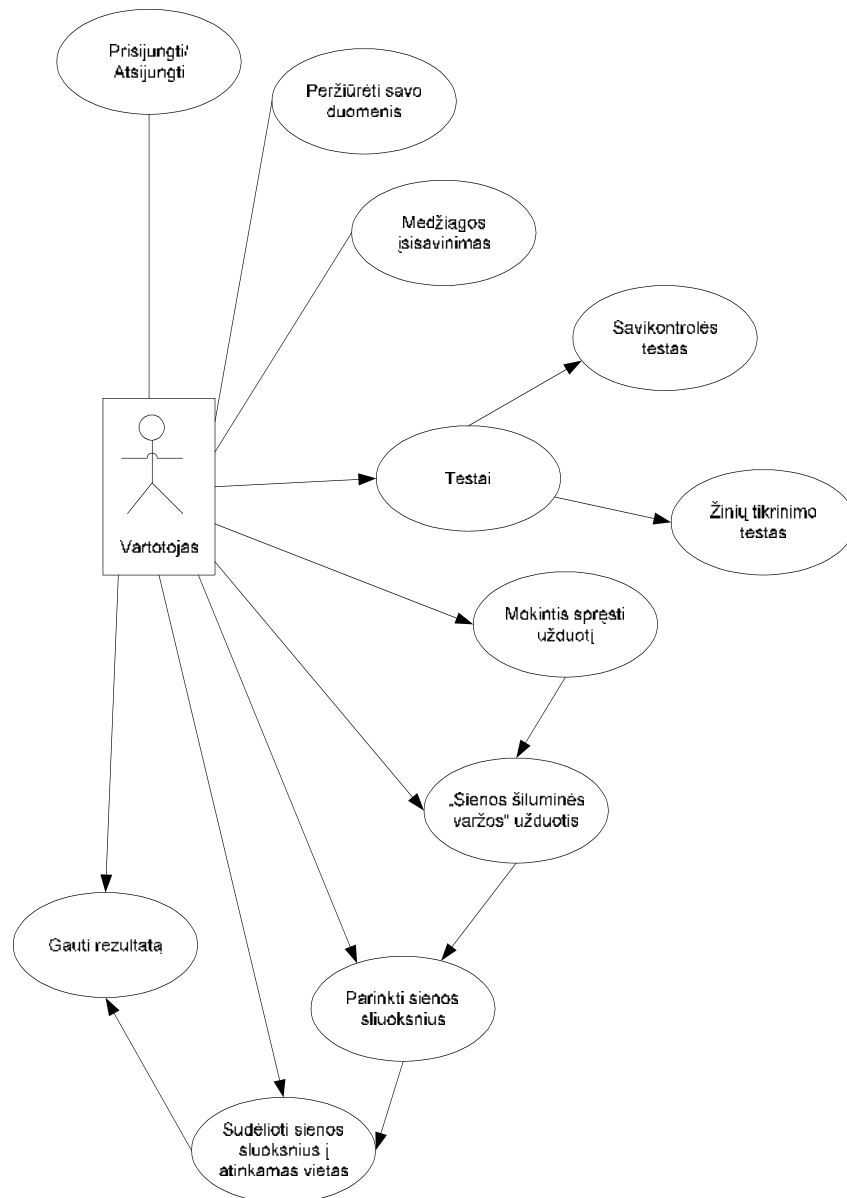 Prisijungti/
Atsijungti
Peržiūrėti savo
duomenis
Medžiagos
įsisavinimas
Savikontrolės
testas
Testai
Žinių tikrinimo
testas
Vartotojas
Mokintis spręsti
užduotį
„Sienos šiluminės
varžos“ užduotis
Gauti rezultatą
Parinkti sienos
sliuoksnius
Sudėlioti sienos
sluoksnius į
atinkamas vietas